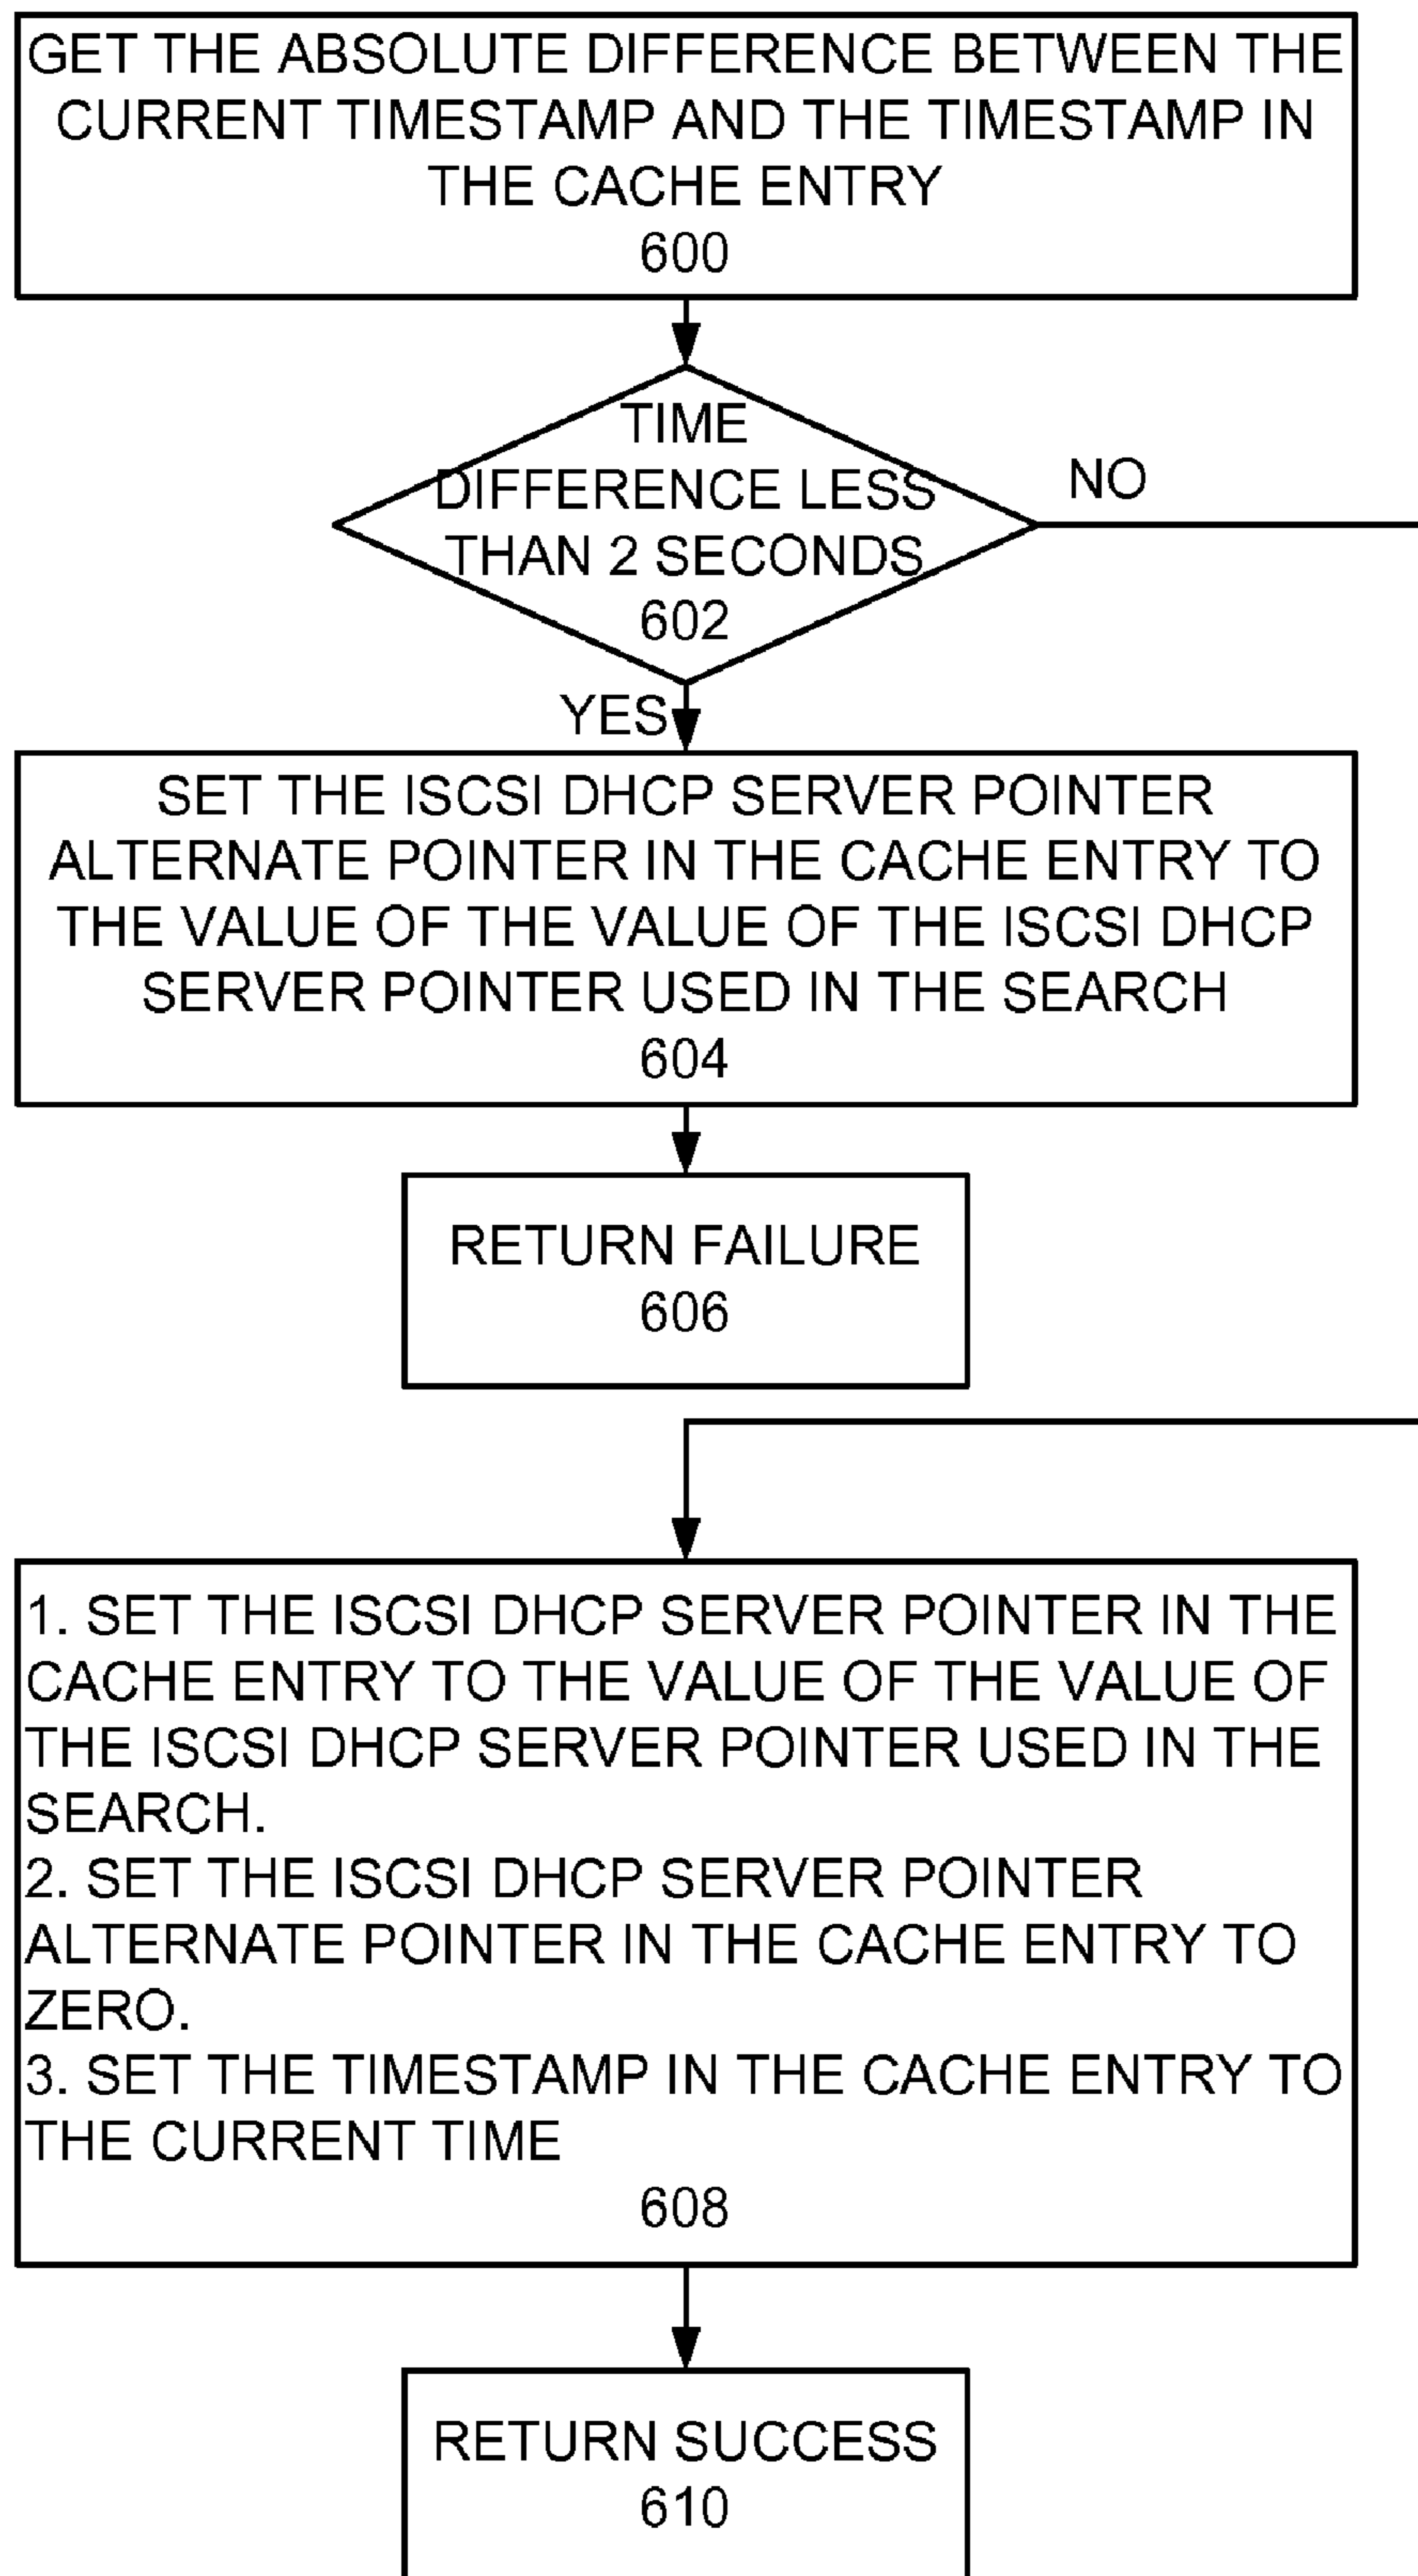 GET THE ABSOLUTE DIFFERENCE BETWEEN THE
CURRENT TIMESTAMP AND THE TIMESTAMP IN
THE CACHE ENTRY
600
TIME
DIFFERENCE LESS
THAN 2 SECONDS
602
NO
YES
SET THE ISCSI DHCP SERVER POINTER
ALTERNATE POINTER IN THE CACHE ENTRY TO
THE VALUE OF THE VALUE OF THE ISCSI DHCP
SERVER POINTER USED IN THE SEARCH
604
RETURN FAILURE
606
1. SET THE ISCSI DHCP SERVER POINTER IN THE
CACHE ENTRY TO THE VALUE OF THE VALUE OF
THE ISCSI DHCP SERVER POINTER USED IN THE
SEARCH.
2. SET THE ISCSI DHCP SERVER POINTER
ALTERNATE POINTER IN THE CACHE ENTRY TO
ZERO.
3. SET THE TIMESTAMP IN THE CACHE ENTRY TO
THE CURRENT TIME
608
RETURN SUCCESS
610